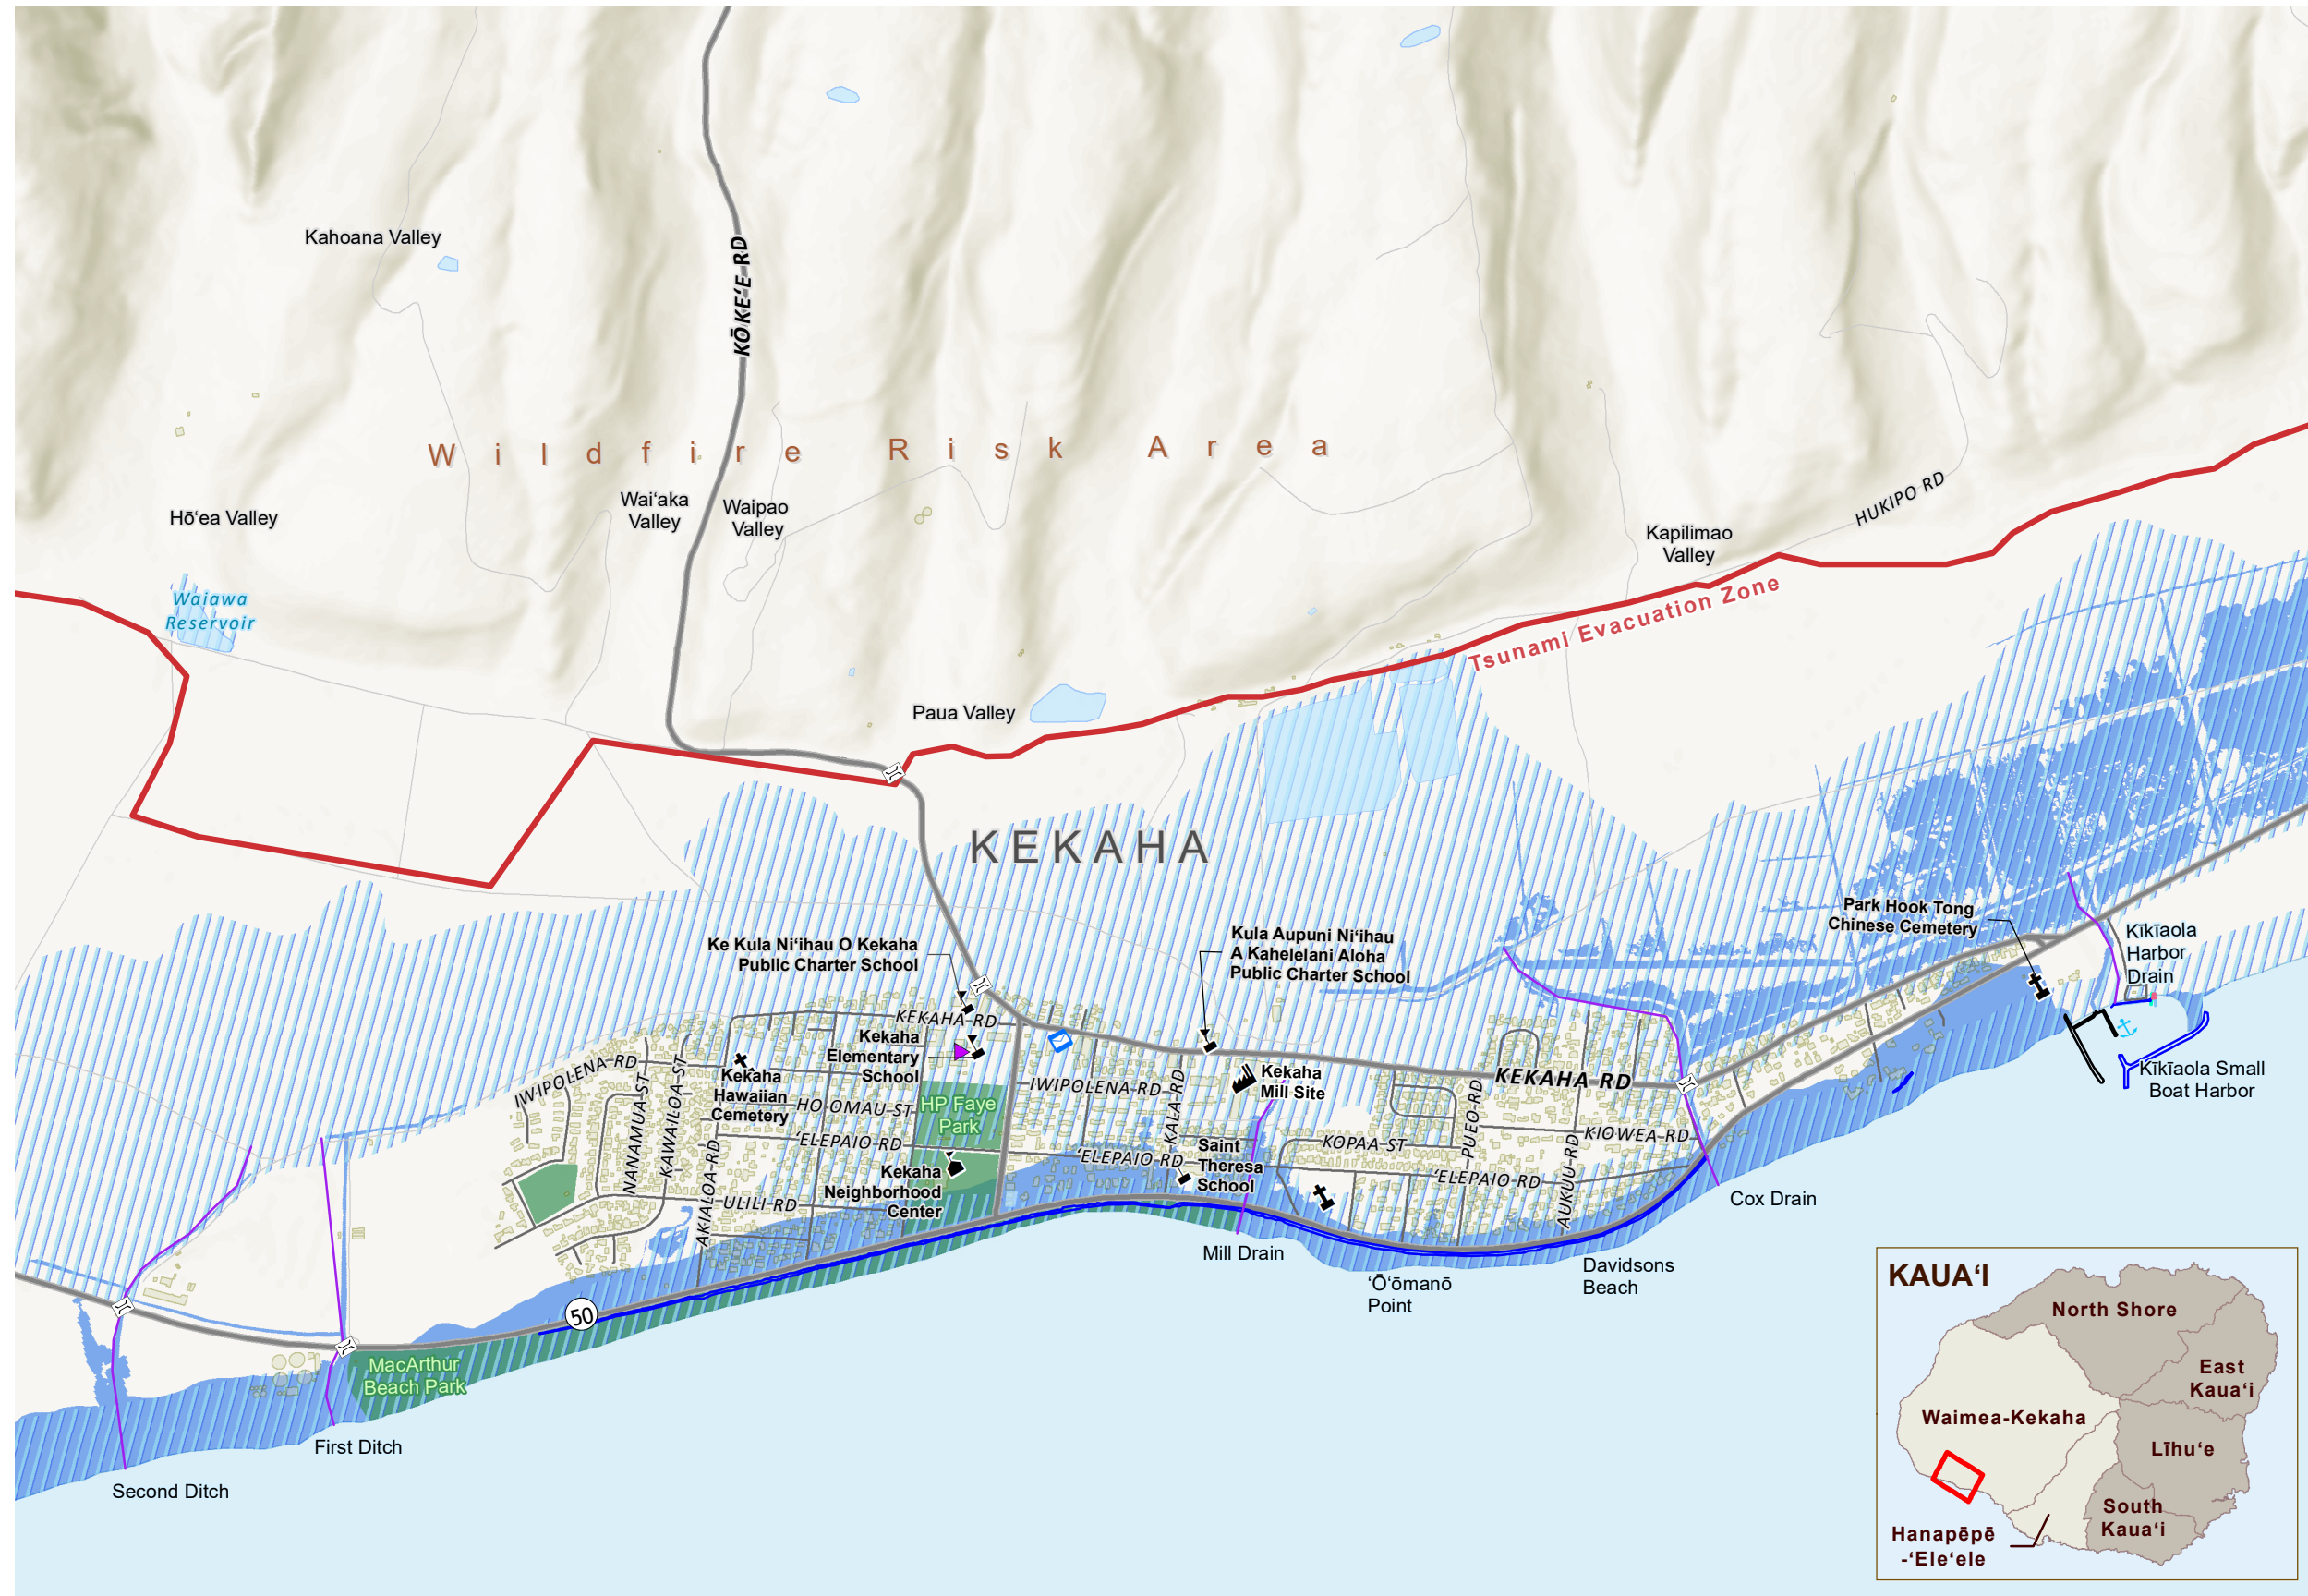 Kahoana Valley
KŌKEʻE RD
Wildfire Risk Area
Hōʻea Valley
Waiʻaka
Valley
Waipao
Valley
HUKIPO RD
Kapilimao
Valley
Waiawa
Reservoir
Tsunami Evacuation Zone
Paua Valley
KEKAHA
Ke Kula Niʻihau O Kekaha
Public Charter School
Kula Aupuni Niʻihau
A Kahelelani Aloha
Public Charter School
Park Hook Tong
Chinese Cemetery
Kīkīaola
Harbor
Drain
KEKAHA RD
Kekaha
Elementary
School
IWIPOLENA RD
NANAMUA ST
KAWAILOA ST
Kekaha
Hawaiian
Cemetery
HOOMAU ST
HP Faye
Park
IWIPOLENA RD
KALA RD
Kekaha
Mill Site
KEKAHA RD
Kīkīaola Small
Boat Harbor
ʻELEPAIO RD
ʻELEPAIO RD
Saint
Theresa
School
KOPAA ST
PUEO RD
KIOWEA RD
ʻELEPAIO RD
AUKUU RD
Kekaha
Neighborhood
Center
AKIALOA RD
ULILI RD
Cox Drain
Mill Drain
ʻŌʻōmanō
Point
Davidsons
Beach
50
MacArthur
Beach Park
First Ditch
Second Ditch
KAUAʻI
North Shore
East
Kauaʻi
Waimea-Kekaha
Līhuʻe
South
Kauaʻi
Hanapēpē
-ʻEleʻele